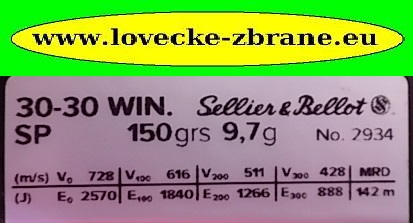 www.lovecke-zbrane.eu
30-30 WIN. Sellier & Bellot S&B
SP 150grs 9,7g No. 2934
(m/s) V₀ 728 V₁₀₀ 616 V₂₀₀ 511 V₃₀₀ 428 MRD
(J) E₀ 2570 E₁₀₀ 1840 E₂₀₀ 1266 E₃₀₀ 888 142 m